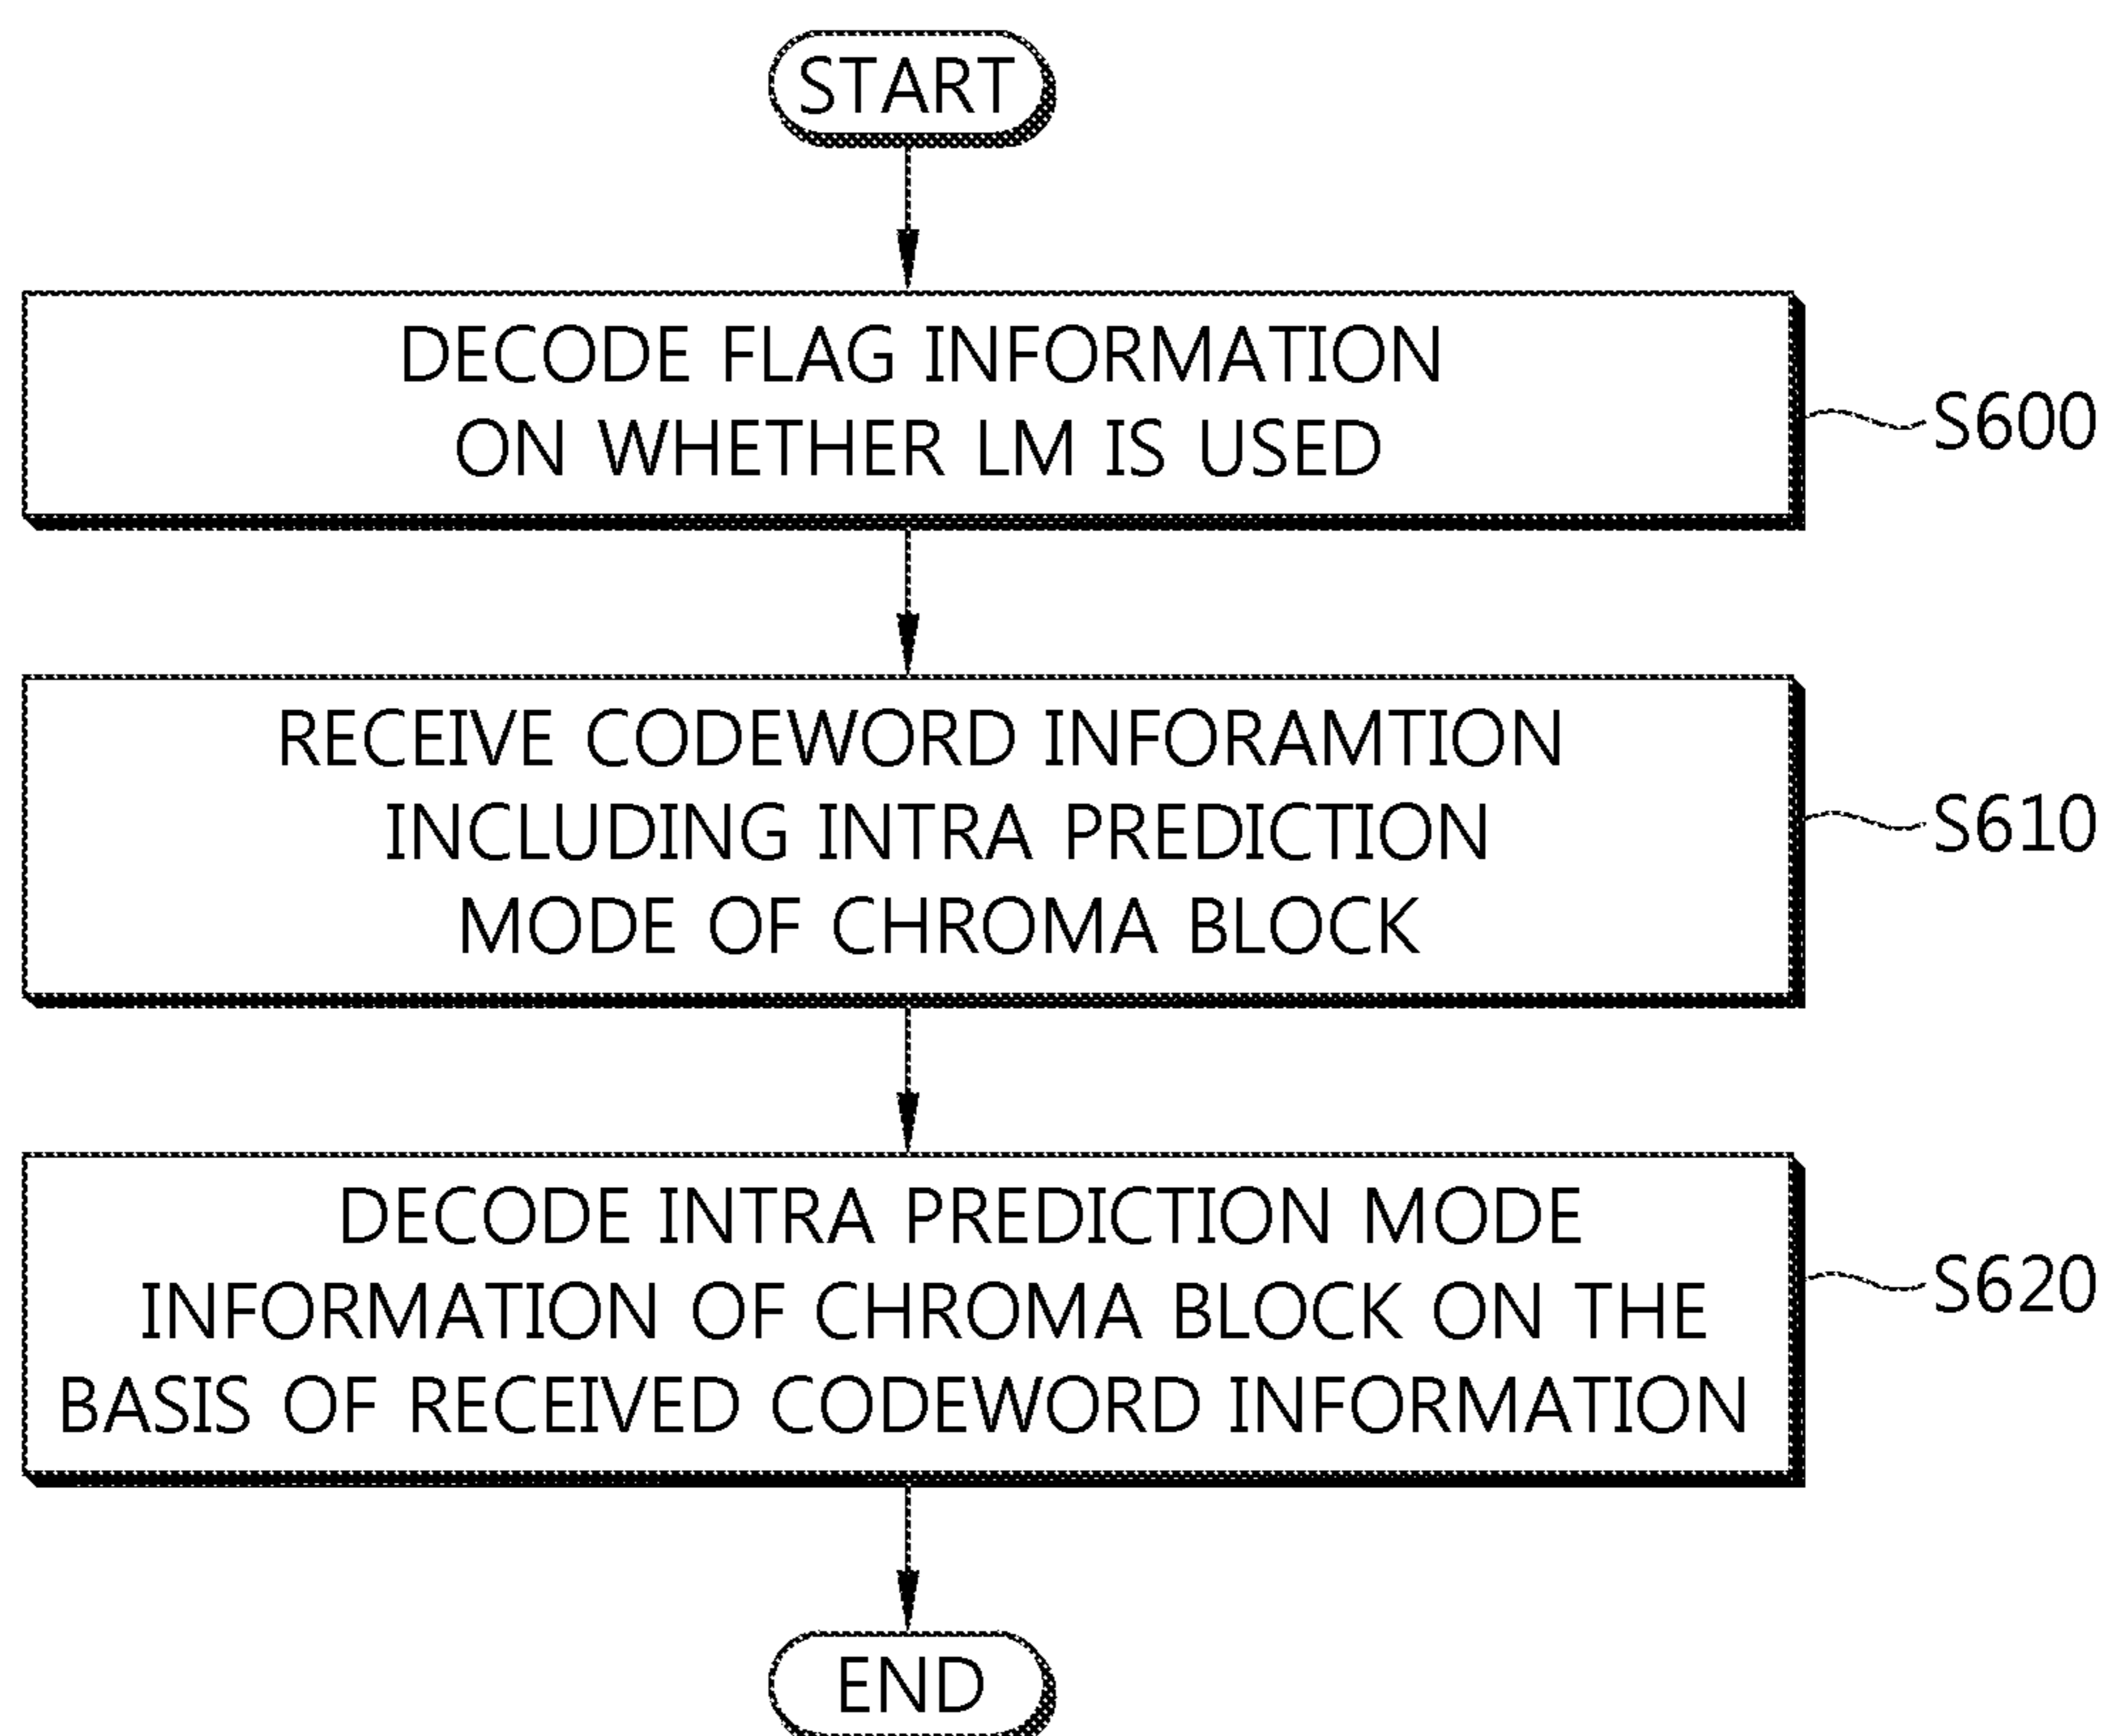 START
DECODE FLAG INFORMATION
ON WHETHER LM IS USED
S600
RECEIVE CODEWORD INFORAMTION
INCLUDING INTRA PREDICTION
MODE OF CHROMA BLOCK
S610
DECODE INTRA PREDICTION MODE
INFORMATION OF CHROMA BLOCK ON THE
BASIS OF RECEIVED CODEWORD INFORMATION
S620
END